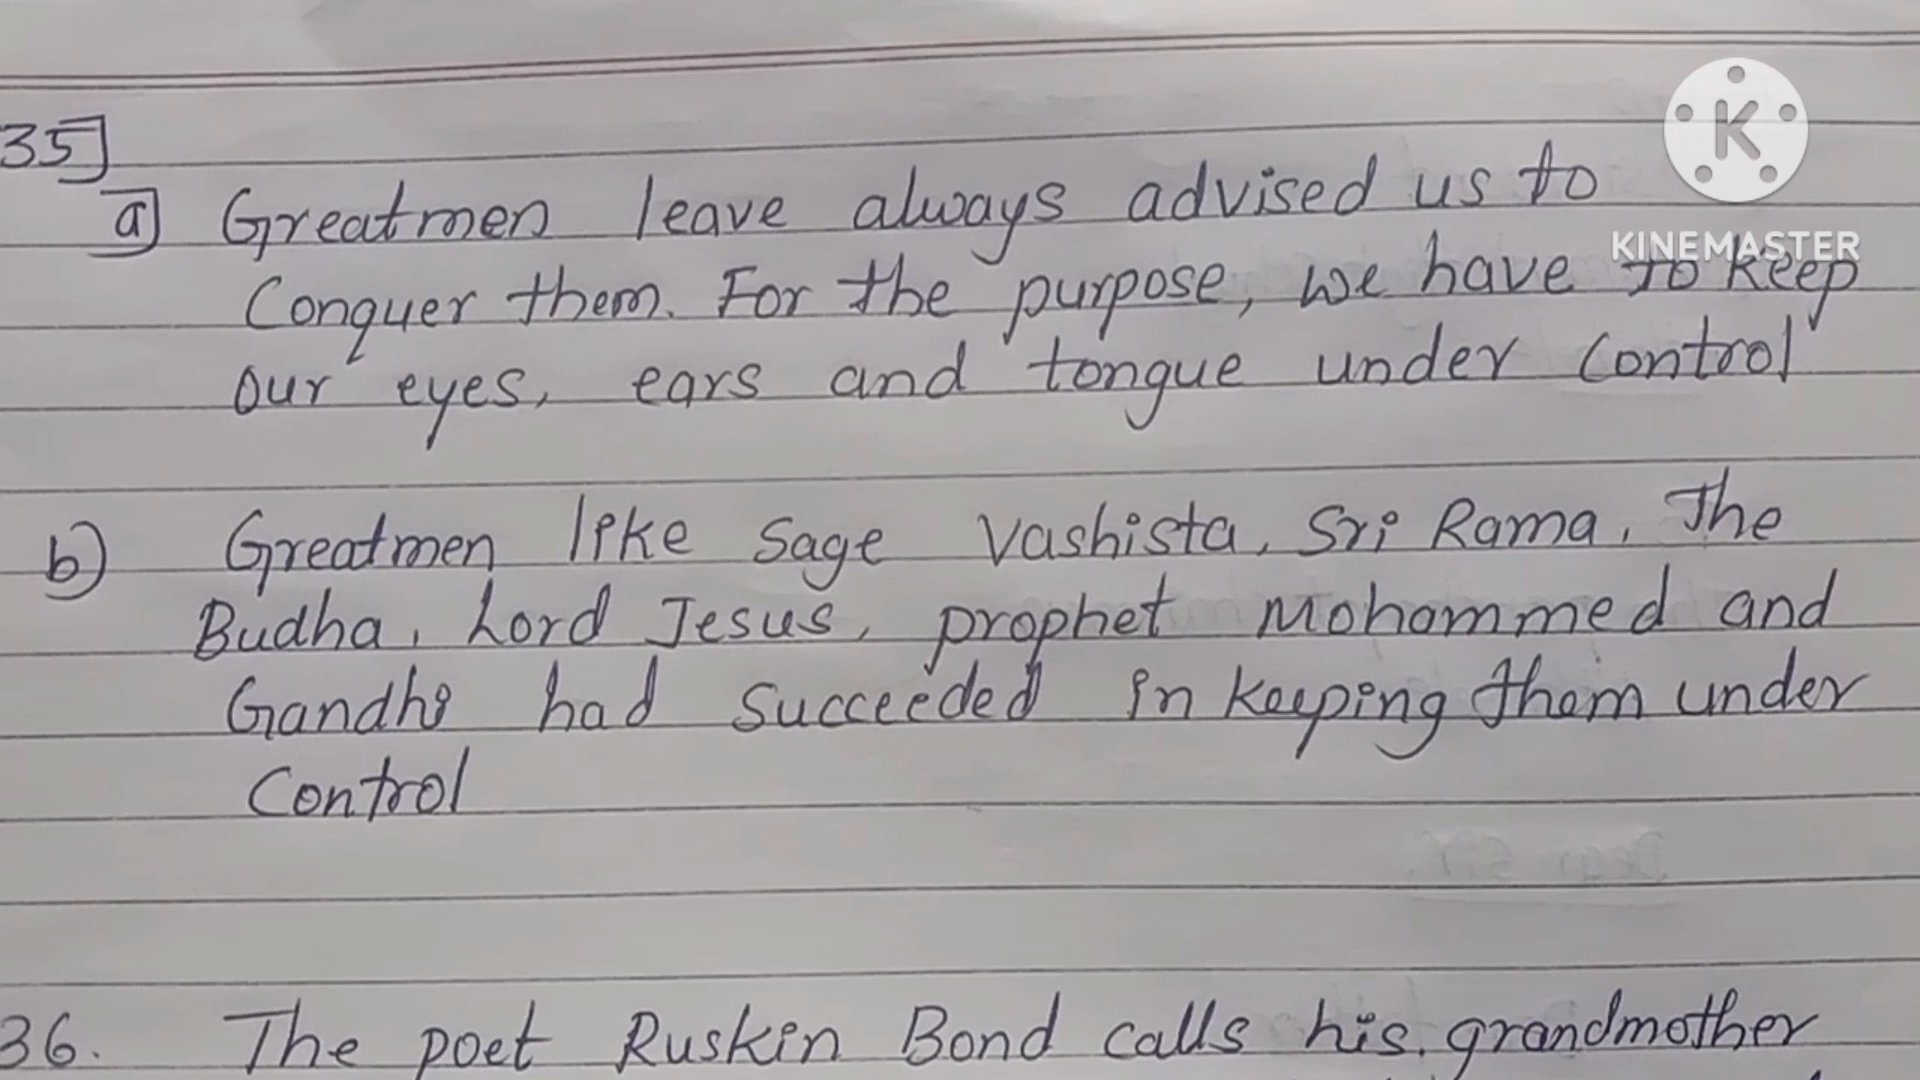 35]
a] Greatmen leave always advised us to
Conquer them. For the purpose, we have to keep
our eyes, ears and tongue under control
b) Greatmen like Sage Vashista, Sri Rama, The
Budha, Lord Jesus, prophet Mohammed and
Gandhi had succeeded in keeping them under
Control
36. The poet Ruskin Bond calls his grandmother
K
KINEMASTER